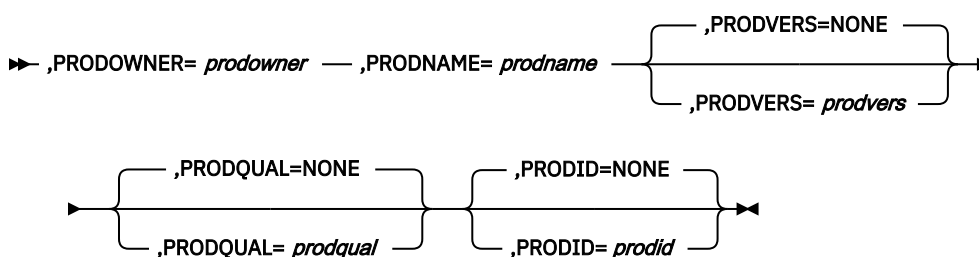 ,PRODVERS=NONE
,PRODOWNER= prodowner ,PRODNAME= prodname
,PRODVERS= prodvers
,PRODQUAL=NONE ,PRODID=NONE
,PRODQUAL= prodqual ,PRODID= prodid